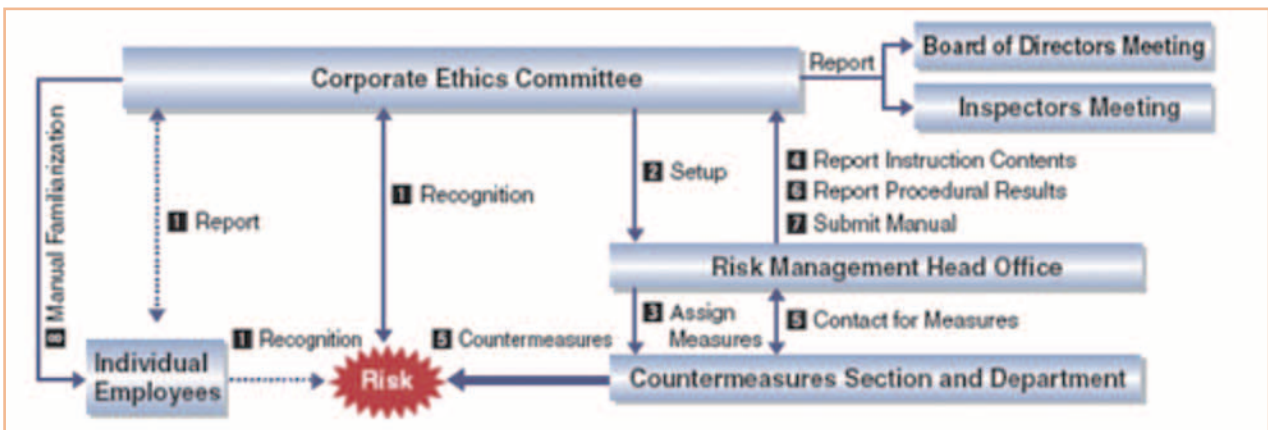 Corporate Ethics Committee
Report
Board of Directors Meeting
Inspectors Meeting
8 Manual Familiarization
1 Report
1 Recognition
2 Setup
4 Report Instruction Contents
6 Report Procedural Results
7 Submit Manual
Risk Management Head Office
3 Assign
Measures
5 Contact for Measures
1 Recognition
5 Countermeasures
Individual
Employees
Risk
Countermeasures Section and Department